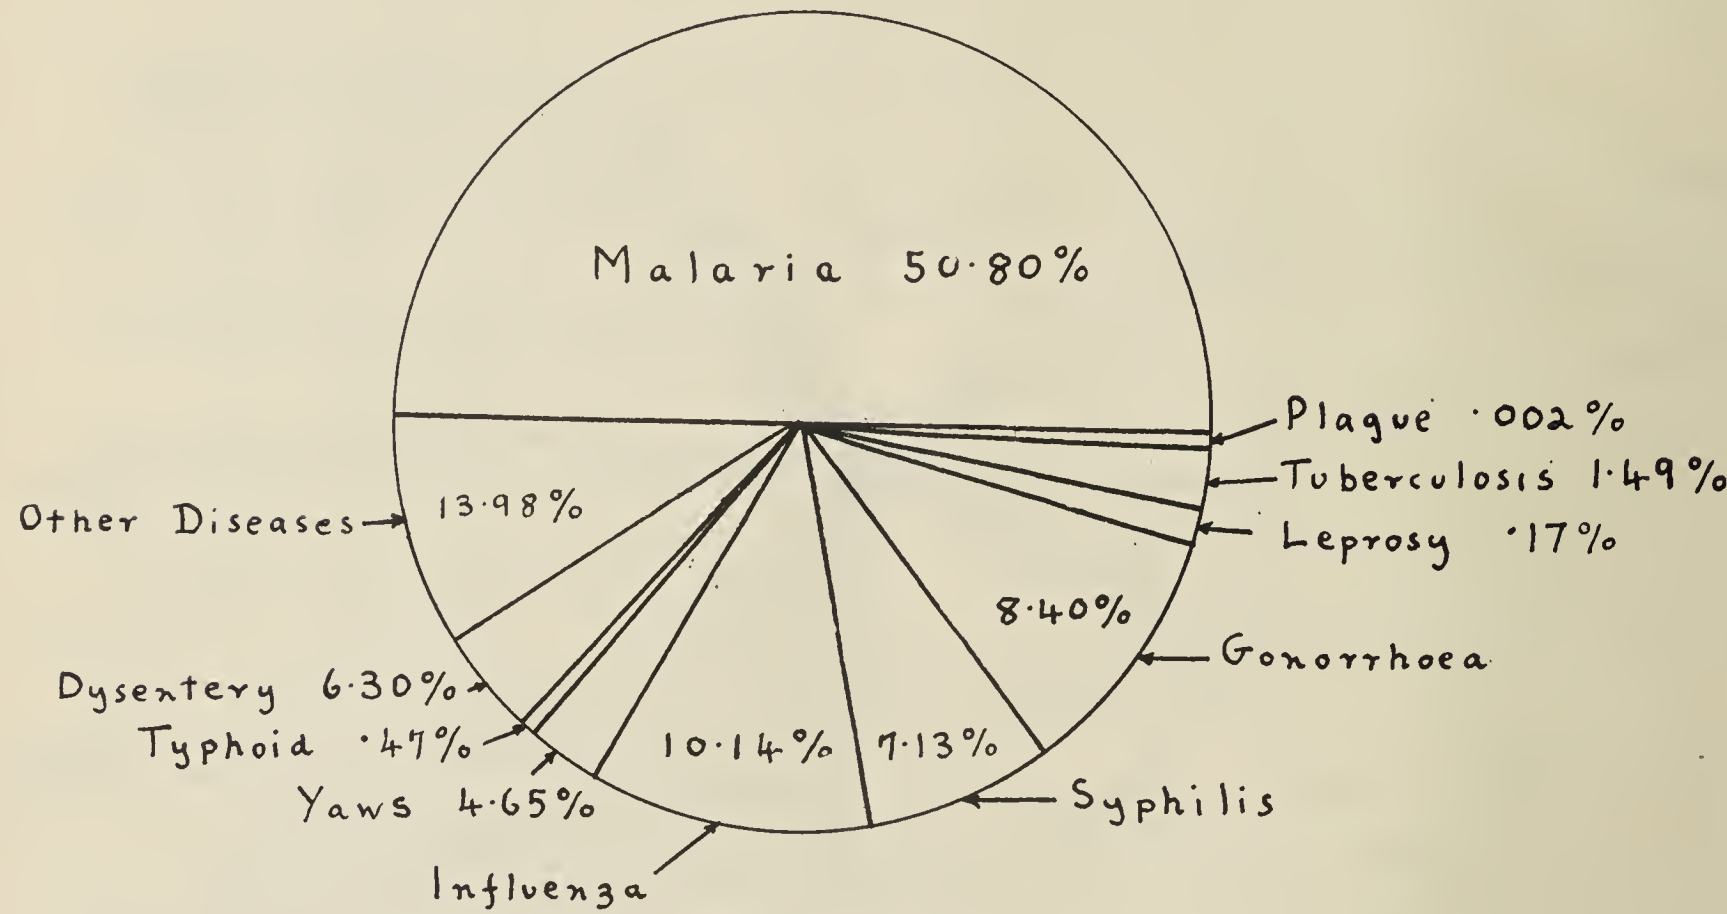 Malaria 50·80%
Plague ·002%
Tuberculosis 1·49%
Leprosy ·17%
8·40%
Gonorrhoea
7·13%
Syphilis
10·14%
Influenza
Yaws 4·65%
Typhoid ·47%
Dysentery 6·30%
13·98%
Other Diseases